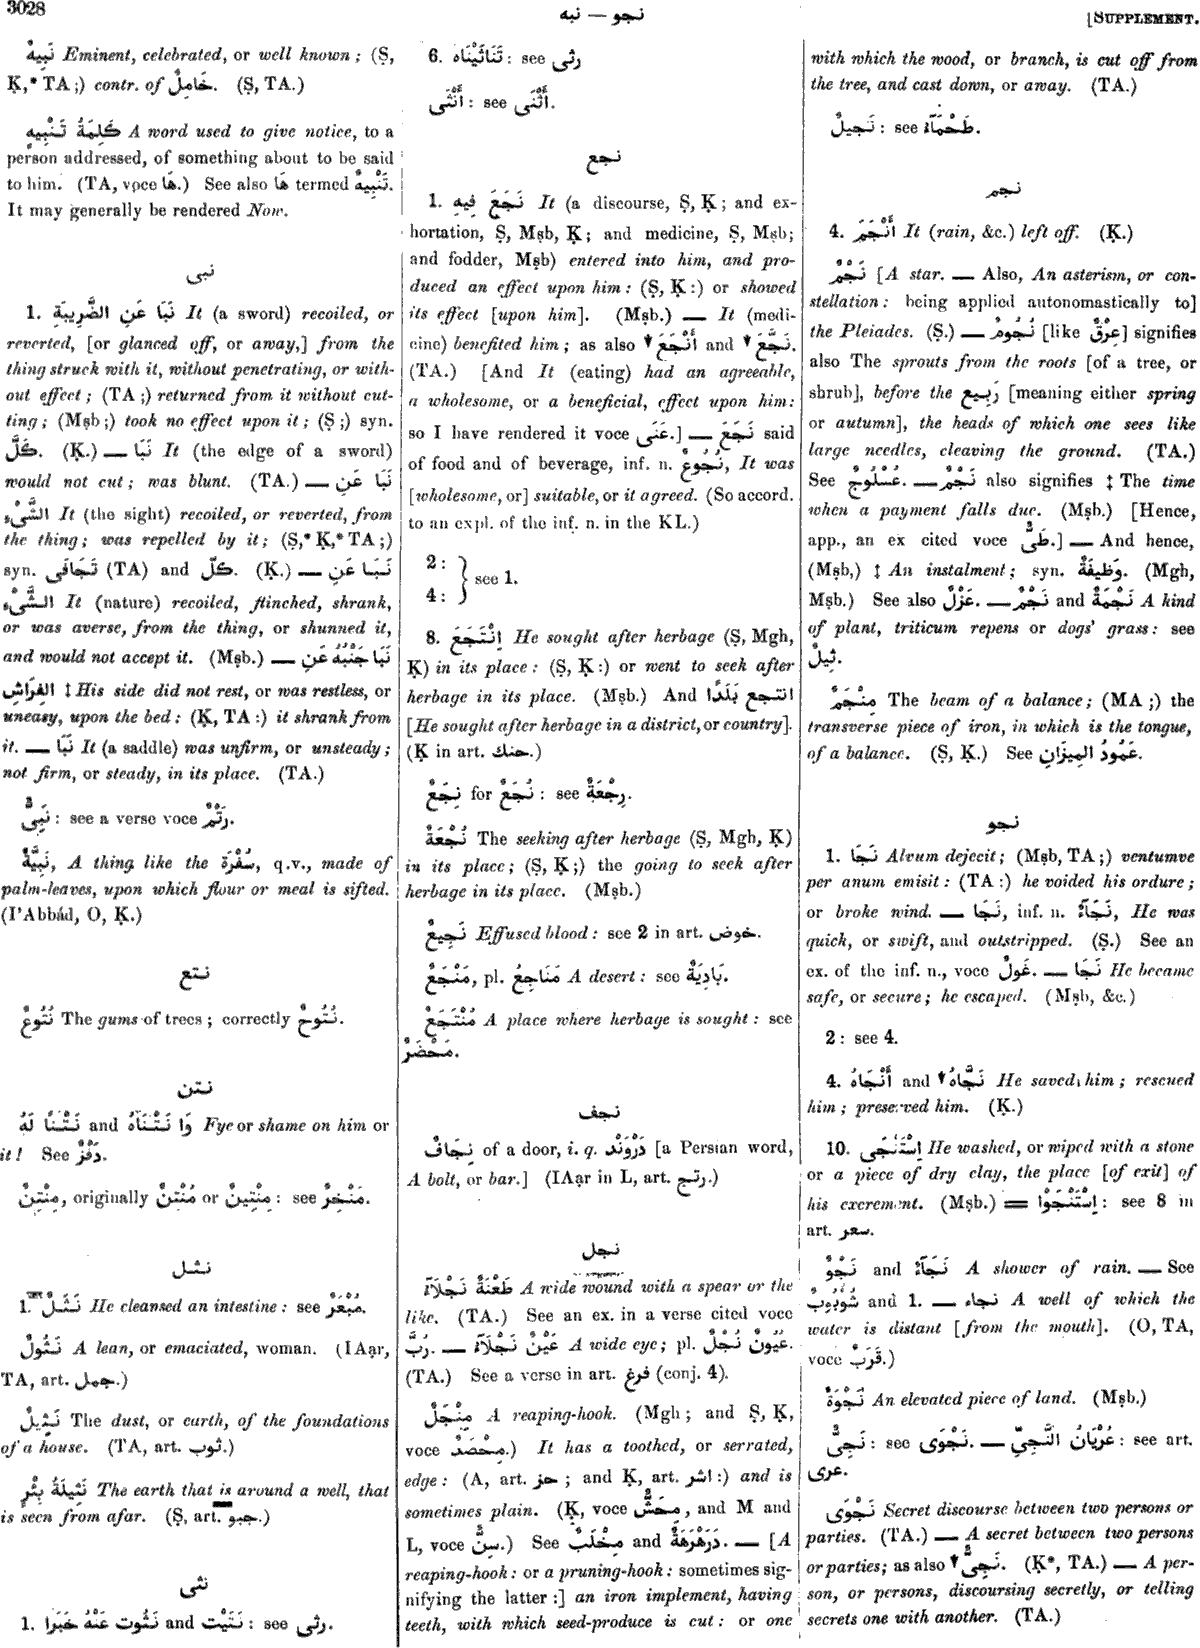 3028
نبه — نجو
[SUPPLEMENT.
نَبِيهٌ Eminent, celebrated, or well known; (Ṣ,
Ḳ,* TA;) contr. of خَامِلٌ. (Ṣ, TA.)
كَلِمَةُ تَنْبِيهٍ A word used to give notice, to a
person addressed, of something about to be said
to him. (TA, voce هَا.) See also هَا termed تَنْبِيهٌ.
It may generally be rendered Now.
نبى
1. نَبَا عَنِ الضَّرِيبَةِ It (a sword) recoiled, or
reverted, [or glanced off, or away,] from the
thing struck with it, without penetrating, or with-
out effect; (TA;) returned from it without cut-
ting; (Mṣb;) took no effect upon it; (Ṣ;) syn.
كَلَّ. (Ḳ.) — نَبَا It (the edge of a sword)
would not cut; was blunt. (TA.) — نَبَا عَنِ
الشَّىْءِ It (the sight) recoiled, or reverted, from
the thing; was repelled by it; (Ṣ,* Ḳ,* TA;)
syn. تَجَافَى (TA) and كَلَّ. (Ḳ.) — نَبَا عَنِ
الشَّىْءِ It (nature) recoiled, flinched, shrank,
or was averse, from the thing, or shunned it,
and would not accept it. (Mṣb.) — نَبَا جَنْبُهُ عَنِ
الفِرَاشِ ‡ His side did not rest, or was restless, or
uneasy, upon the bed: (Ḳ, TA:) it shrank from
it. — نَبَا It (a saddle) was unfirm, or unsteady;
not firm, or steady, in its place. (TA.)
نَبِىٌّ: see a verse voce رَتْمٌ.
نَبِيَّةٌ, A thing like the سُفْرَة, q.v., made of
palm-leaves, upon which flour or meal is sifted.
(I'Abbád, O, Ḳ.)
نتع
نُتُوعٌ The gums of trees; correctly نُتُوحٌ.
نتن
نَتْنًا لَهُ and وَا نَتْنَاهُ Fye or shame on him or
it! See دَفْرٌ.
مِنْتِنٌ, originally مُنْتِنٌ or مِنْتِينٌ: see مَنْخِرٌ.
نثل
1. نَثَلَ He cleansed an intestine: see مَبْعَرٌ.
نَثُولٌ A lean, or emaciated, woman. (IAạr,
TA, art. جمل.)
نَثِيلٌ The dust, or earth, of the foundations
of a house. (TA, art. ثوب.)
نَثِيلَةُ بِئْرٍ The earth that is around a well, that
is seen from afar. (Ṣ, art. جبو.)
نثى
1. نَثَوْتُ عَنْهُ خَبَرًا and نَثَيْتُ: see رثى.
6. تَنَاثَيْنَاهُ: see رثى
أَنْثَى: see أَثْنَى.
نجع
1. نَجَعَ فِيهِ It (a discourse, Ṣ, Ḳ; and ex-
hortation, Ṣ, Mṣb, Ḳ; and medicine, Ṣ, Mṣb;
and fodder, Mṣb) entered into him, and pro-
duced an effect upon him: (Ṣ, Ḳ:) or showed
its effect [upon him]. (Mṣb.) — It (medi-
cine) benefited him; as also أَنْجَعَ and نَجَّعَ.
(TA.) [And It (eating) had an agreeable,
a wholesome, or a beneficial, effect upon him:
so I have rendered it voce غَنَى.] — نَجَعَ said
of food and of beverage, inf. n. نُجُوعٌ, It was
[wholesome, or] suitable, or it agreed. (So accord.
to an expl. of the inf. n. in the KL.)
2:
4: } see 1.
8. اِنْتَجَعَ He sought after herbage (Ṣ, Mgh,
Ḳ) in its place: (Ṣ, Ḳ:) or went to seek after
herbage in its place. (Mṣb.) And انتجع بَلَدًا
[He sought after herbage in a district, or country].
(Ḳ in art. حنك.)
نِجَعٌ for نُجَعٌ: see رِجْعَةٌ.
نُجْعَةٌ The seeking after herbage (Ṣ, Mgh, Ḳ)
in its place; (Ṣ, Ḳ;) the going to seek after
herbage in its place. (Mṣb.)
نَجِيعٌ Effused blood: see 2 in art. خوض.
مَنْجَعٌ, pl. مَنَاجِعُ A desert: see بَادِيَةٌ.
مُنْتَجَعٌ A place where herbage is sought: see
مَحْضَرٌ.
نجف
نِجَافٌ of a door, i. q. دَرْوَنْد [a Persian word,
A bolt, or bar.] (IAạr in L, art. رتج.)
نجل
طَعْنَةٌ نَجْلَآءُ A wide wound with a spear or the
like. (TA.) See an ex. in a verse cited voce
رُبَّ. — عَيْنٌ نَجْلَآءُ A wide eye; pl. عُيُونٌ نُجْلٌ.
(TA.) See a verse in art. فرغ (conj. 4).
مِنْجَلٌ A reaping-hook. (Mgh; and Ṣ, Ḳ,
voce مِحْصَدٌ.) It has a toothed, or serrated,
edge: (A, art. حز; and Ḳ, art. اشر:) and is
sometimes plain. (Ḳ, voce مِحَشٌّ, and M and
L, voce سِنٌّ.) See مِخْلَبٌ and دَرَهْرَهَةٌ. — [A
reaping-hook: or a pruning-hook: sometimes sig-
nifying the latter:] an iron implement, having
teeth, with which seed-produce is cut: or one
with which the wood, or branch, is cut off from
the tree, and cast down, or away. (TA.)
نَجِيلٌ: see طَحْمَآءُ.
نجم
4. أَنْجَمَ It (rain, &c.) left off. (Ḳ.)
نَجْمٌ [A star. — Also, An asterism, or con-
stellation: being applied autonomastically to]
the Pleiades. (Ṣ.) — نُجُومٌ [like عِرْقٌ] signifies
also The sprouts from the roots [of a tree, or
shrub], before the رَبِيع [meaning either spring
or autumn], the heads of which one sees like
large needles, cleaving the ground. (TA.)
See عُسْلُوجٌ. — نَجْمٌ also signifies ‡ The time
when a payment falls due. (Mṣb.) [Hence,
app., an ex cited voce طَىٌّ.] — And hence,
(Mṣb,) ‡ An instalment; syn. وَظِيفَةٌ. (Mgh,
Mṣb.) See also غَزْلٌ. — نَجْمٌ and نَجْمَةٌ A kind
of plant, triticum repens or dogs' grass: see
ثِيلٌ.
مِنْجَمٌ The beam of a balance; (MA;) the
transverse piece of iron, in which is the tongue,
of a balance. (Ṣ, Ḳ.) See عَمُودُ المِيزَانِ.
نجو
1. نَجَا Alvum dejecit; (Mṣb, TA;) ventumve
per anum emisit: (TA:) he voided his ordure;
or broke wind. — نَجَا, inf. n. نَجَآءٌ, He was
quick, or swift, and outstripped. (Ṣ.) See an
ex. of the inf. n., voce غَولٌ. — نَجَا He became
safe, or secure; he escaped. (Mṣb, &c.)
2: see 4.
4. أَنْجَاهُ and نَجَّاهُ He saved him; rescued
him; preserved him. (Ḳ.)
10. اِسْتَنْجَى He washed, or wiped with a stone
or a piece of dry clay, the place [of exit] of
his excrement. (Mṣb.) = اِسْتَنْجَوْا: see 8 in
art. سعر.
نَجْوٌ and نَجَآءٌ A shower of rain. — See
شُؤْبُوبٌ and 1. — نجاء A well of which the
water is distant [from the mouth]. (O, TA,
voce قَرَبٌ.)
نَجْوَةٌ An elevated piece of land. (Mṣb.)
نَجِىٌّ: see نَجْوَى. — عُرْيَانُ النَّجِىِّ: see art.
عرى.
نَجْوَى Secret discourse between two persons or
parties. (TA.) — A secret between two persons
or parties; as also نَجِىٌّ. (Ḳ*, TA.) — A per-
son, or persons, discoursing secretly, or telling
secrets one with another. (TA.)